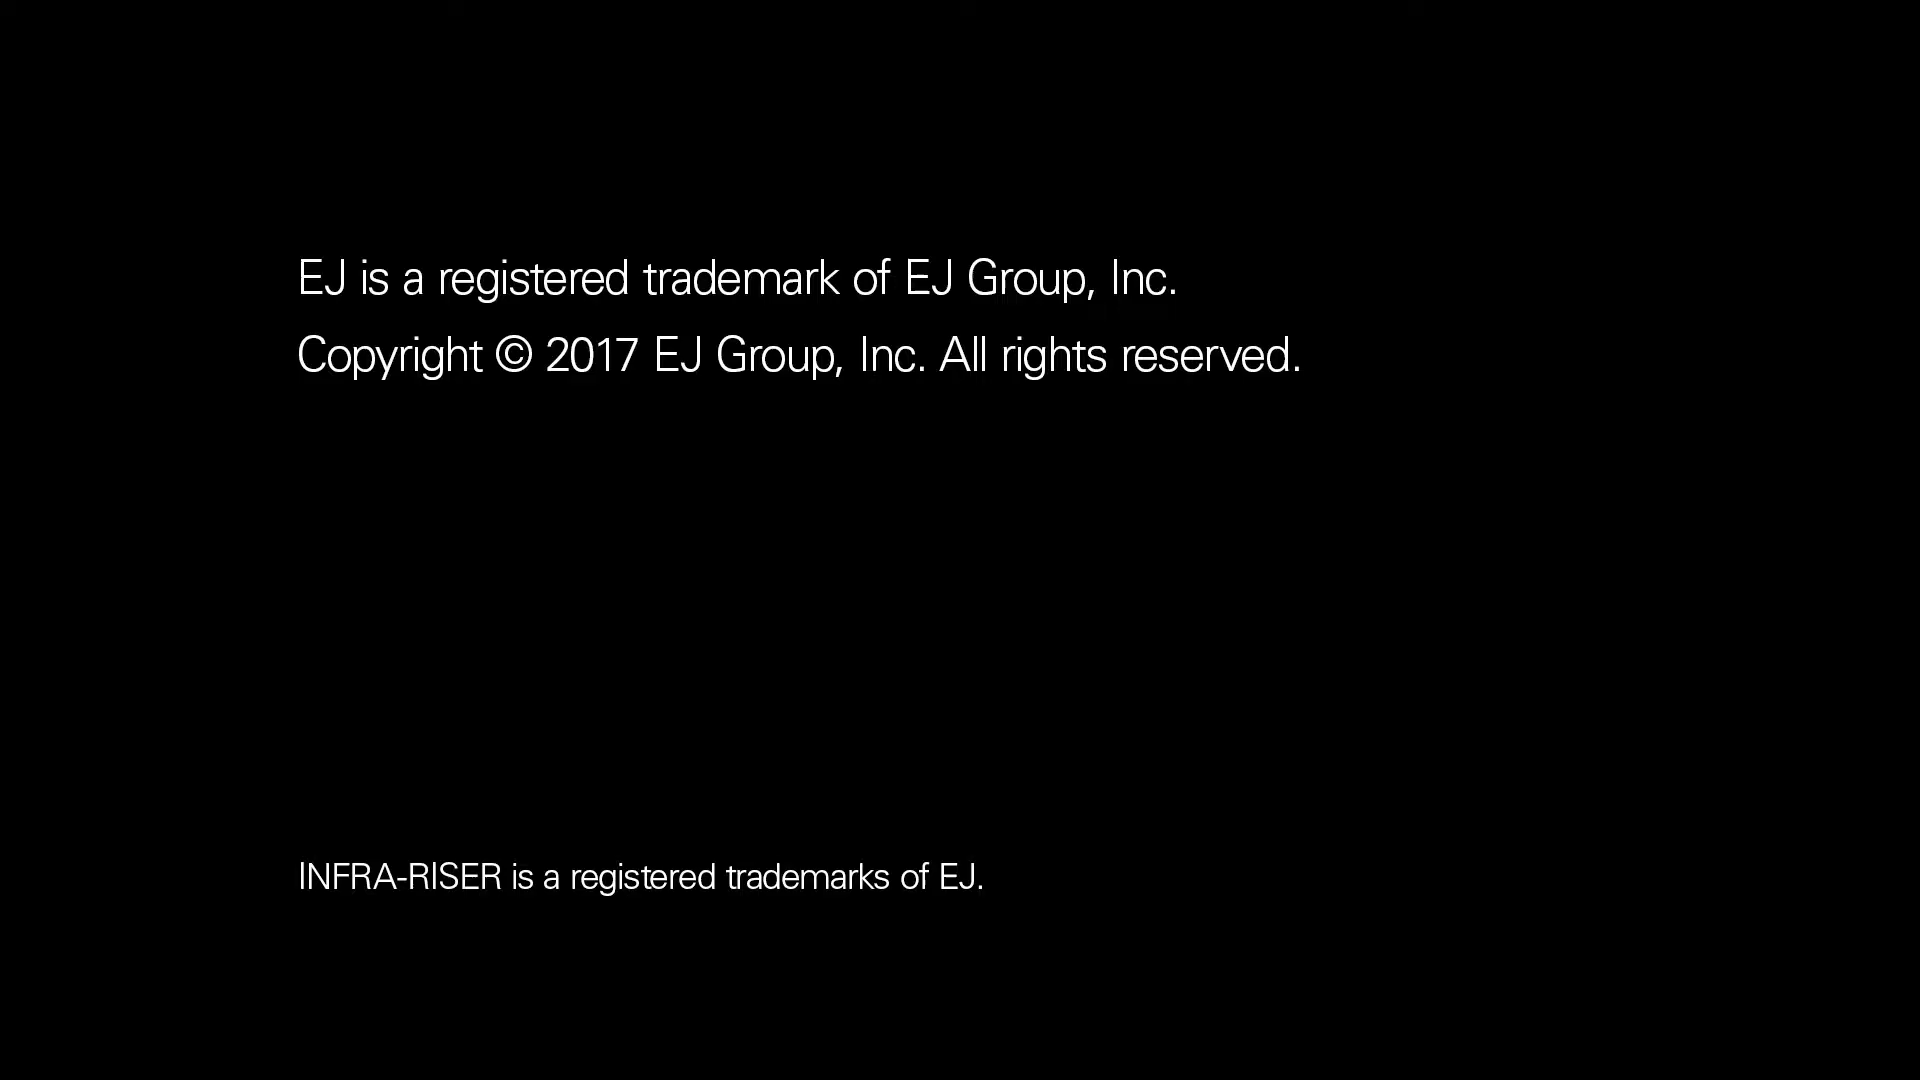 EJ is a registered trademark of EJ Group, Inc.
Copyright © 2017 EJ Group, Inc. All rights reserved.
INFRA-RISER is a registered trademarks of EJ.